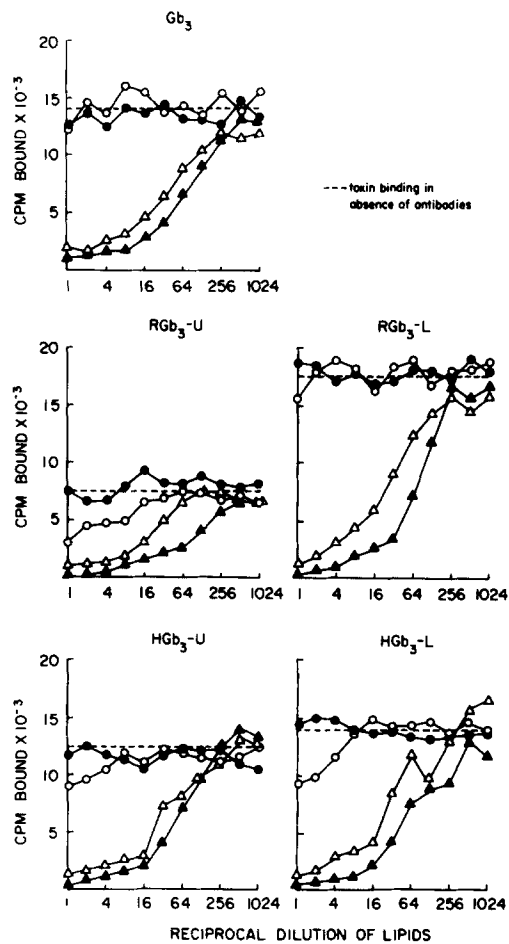 Gb3
20
15
10
5
CPM BOUND X 10-3
1 4 16 64 256 1024
---- toxin binding in
absence of antibodies
RGb3-U
RGb3-L
20
15
10
5
CPM BOUND X 10-3
1 4 16 64 256 1024
1 4 16 64 256 1024
HGb3-U
HGb3-L
20
15
10
5
CPM BOUND X 10-3
1 4 16 64 256 1024
1 4 16 64 256 1024
RECIPROCAL DILUTION OF LIPIDS